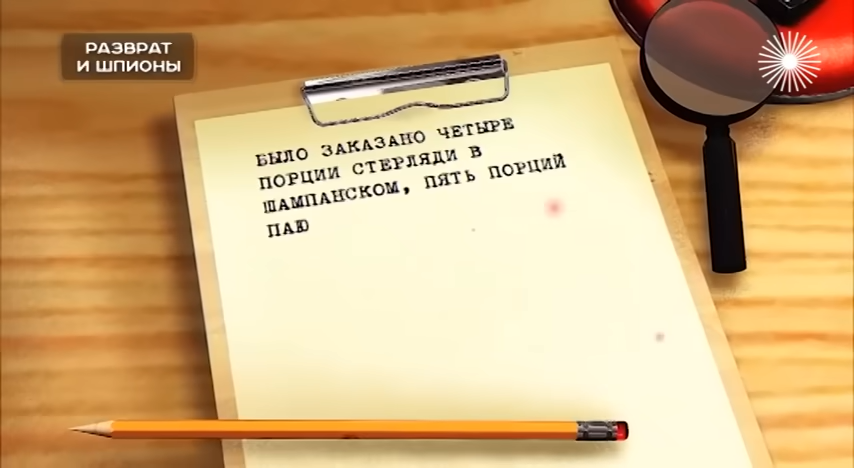 РАЗВРАТ
И ШПИОНЫ
БЫЛО ЗАКАЗАНО ЧЕТЫРЕ
ПОРЦИИ СТЕРЛЯДИ В
ШАМПАНСКОМ, ПЯТЬ ПОРЦИЙ
ПАЮ